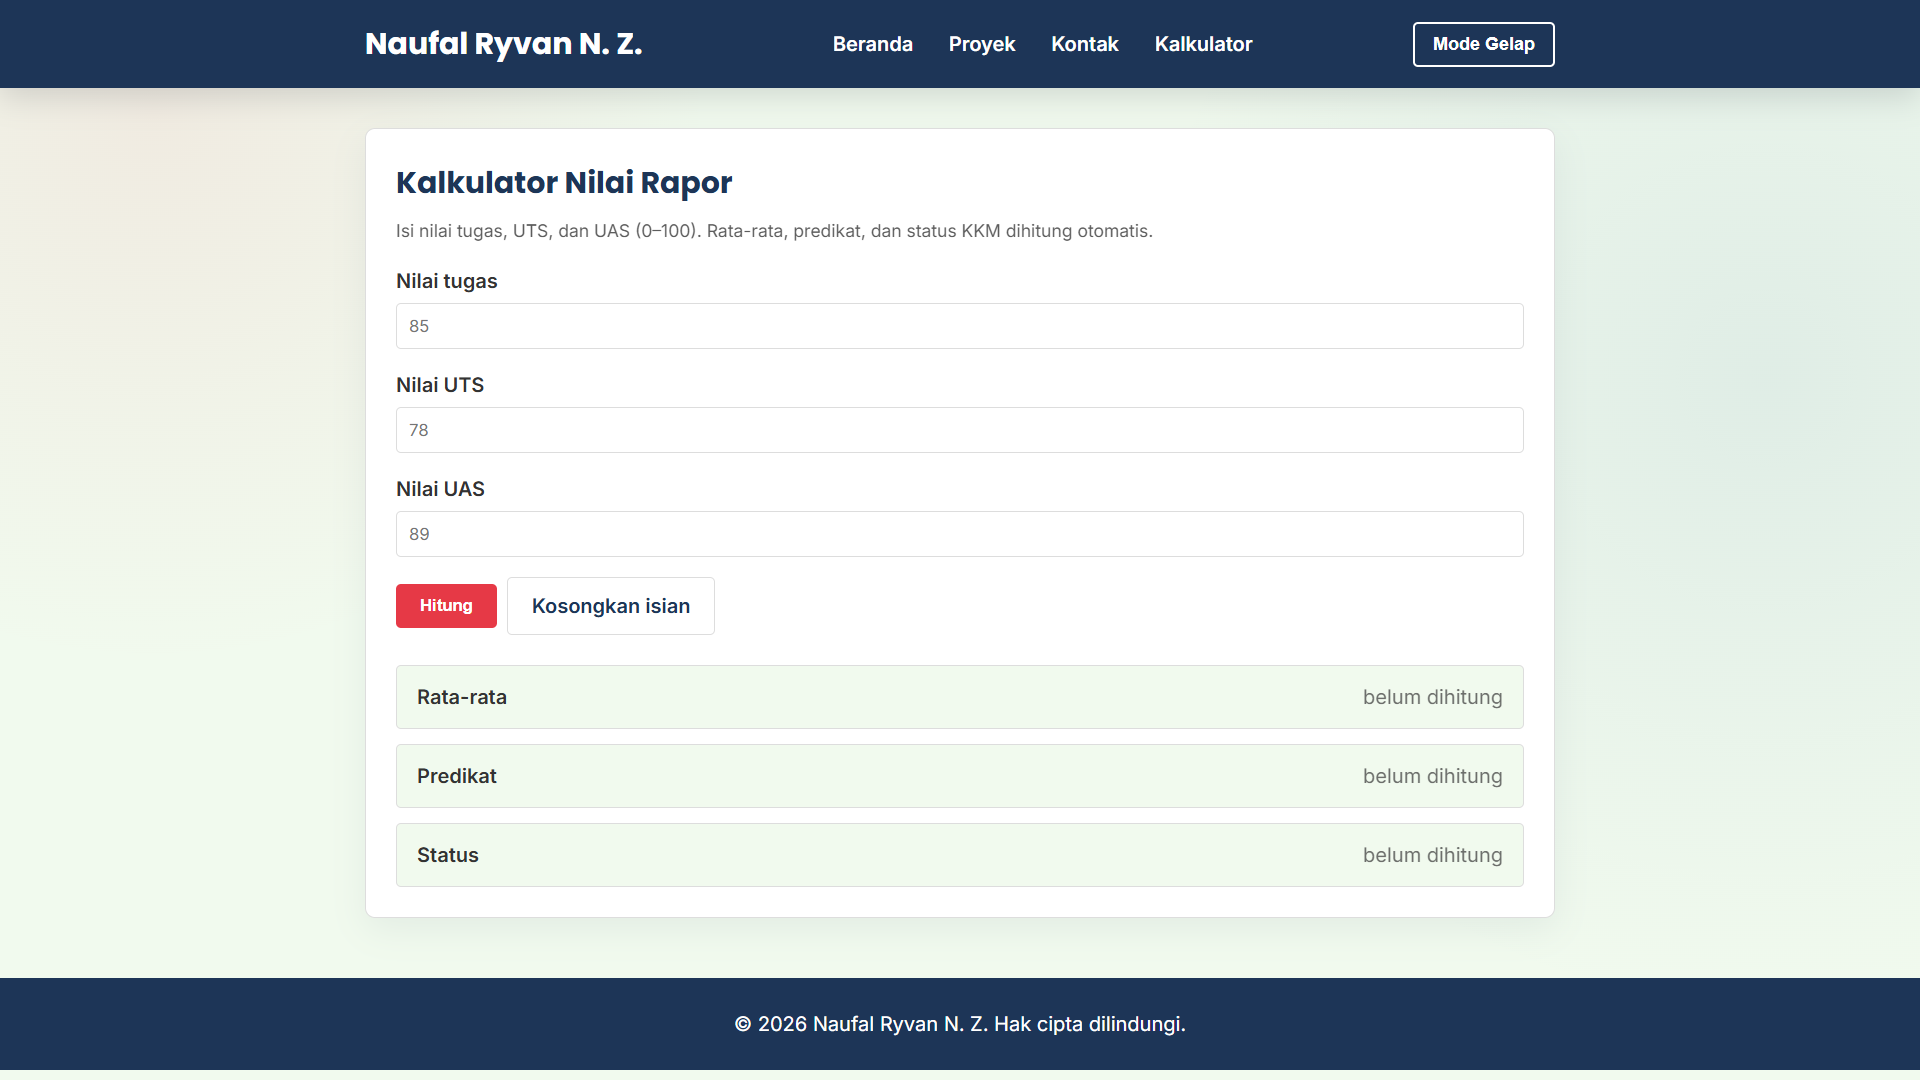 Naufal Ryvan N. Z.
Beranda
Proyek
Kontak
Kalkulator
Mode Gelap
Kalkulator Nilai Rapor
Isi nilai tugas, UTS, dan UAS (0–100). Rata-rata, predikat, dan status KKM dihitung otomatis.
Nilai tugas
85
Nilai UTS
78
Nilai UAS
89
Hitung
Kosongkan isian
Rata-rata
belum dihitung
Predikat
belum dihitung
Status
belum dihitung
© 2026 Naufal Ryvan N. Z. Hak cipta dilindungi.